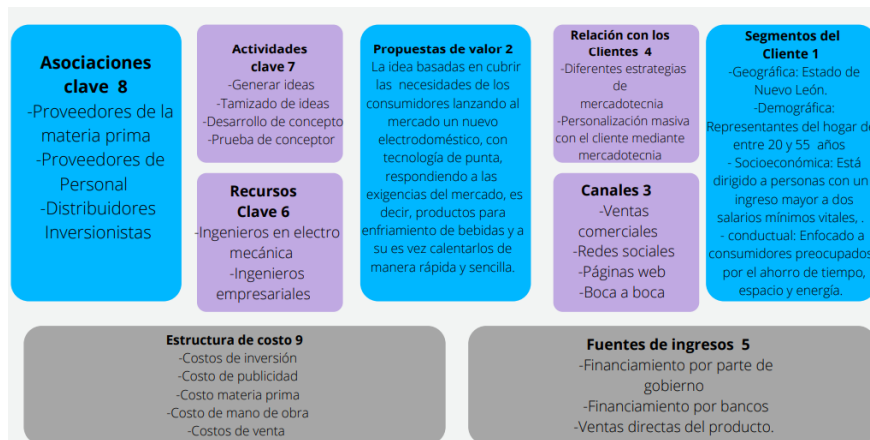 Asociaciones
clave 8
-Proveedores de la
materia prima
-Proveedores de
Personal
-Distribuidores
Inversionistas
Actividades
clave 7
-Generar ideas
-Tamizado de ideas
-Desarrollo de concepto
-Prueba de conceptor
Recursos
Clave 6
-Ingenieros en electro
mecánica
-Ingenieros
empresariales
Propuestas de valor 2
La idea basadas en cubrir
las necesidades de los
consumidores lanzando al
mercado un nuevo
electrodoméstico, con
tecnología de punta,
respondiendo a las
exigencias del mercado, es
decir, productos para
enfriamiento de bebidas y a
su es vez calentarlos de
manera rápida y sencilla.
Relación con los
Clientes 4
-Diferentes estrategias
de
mercadotecnia
-Personalización masiva
con el cliente mediante
mercadotecnia
Canales 3
-Ventas
comerciales
-Redes sociales
-Páginas web
-Boca a boca
Segmentos del
Cliente 1
-Geográfica: Estado de
Nuevo León.
-Demográfica:
Representantes del hogar de
entre 20 y 55 años
- Socioeconómica: Está
dirigido a personas con un
ingreso mayor a dos
salarios mínimos vitales, .
- conductual: Enfocado a
consumidores preocupados
por el ahorro de tiempo,
espacio y energía.
Estructura de costo 9
-Costos de inversión
-Costo de publicidad
-Costo materia prima
-Costo de mano de obra
-Costos de venta
Fuentes de ingresos 5
-Financiamiento por parte de
gobierno
-Financiamiento por bancos
-Ventas directas del producto.